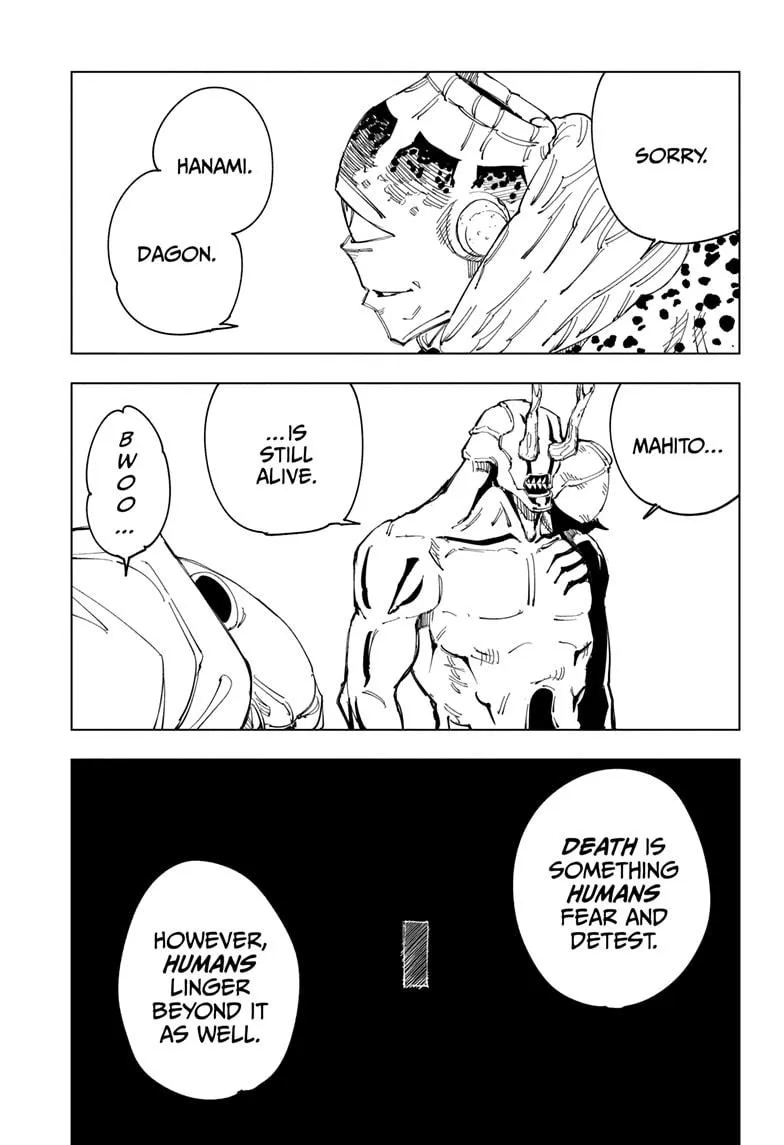 SORRY.
HANAMI.
DAGON.
MAHITO...
...IS
STILL
ALIVE.
BWOO...
DEATH IS
SOMETHING
HUMANS
FEAR AND
DETEST.
HOWEVER,
HUMANS
LINGER
BEYOND IT
AS WELL.